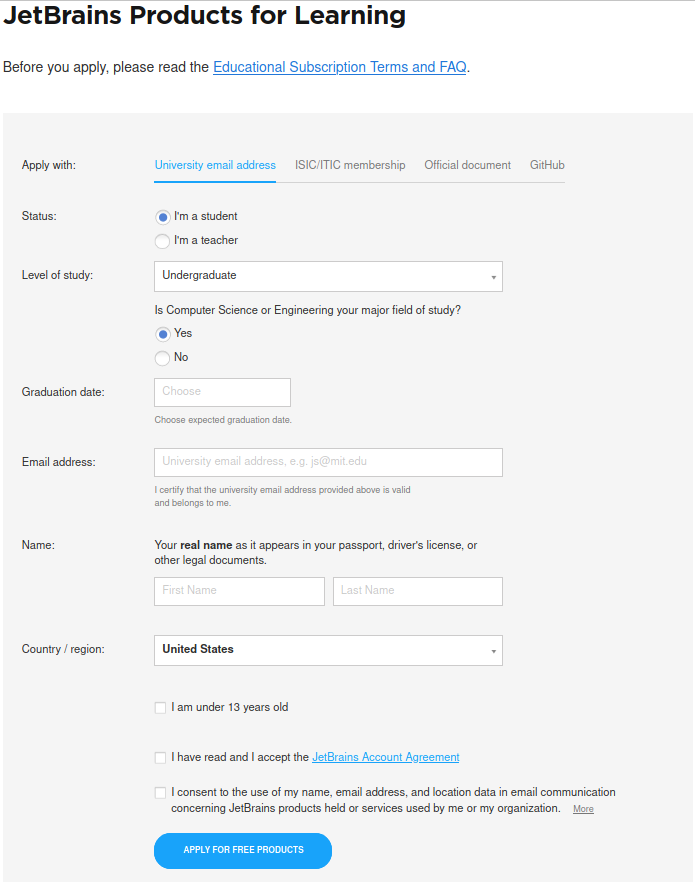 JetBrains Products for Learning
Before you apply, please read the Educational Subscription Terms and FAQ.
Apply with: University email address ISIC/ITIC membership Official document GitHub
Status: I'm a student
I'm a teacher
Level of study: Undergraduate
Is Computer Science or Engineering your major field of study?
Yes
No
Graduation date: Choose
Choose expected graduation date.
Email address: University email address, e.g. js@mit.edu
I certify that the university email address provided above is valid
and belongs to me.
Name: Your real name as it appears in your passport, driver's license, or
other legal documents.
First Name Last Name
Country / region: United States
I am under 13 years old
I have read and I accept the JetBrains Account Agreement
I consent to the use of my name, email address, and location data in email communication
concerning JetBrains products held or services used by me or my organization. More
APPLY FOR FREE PRODUCTS